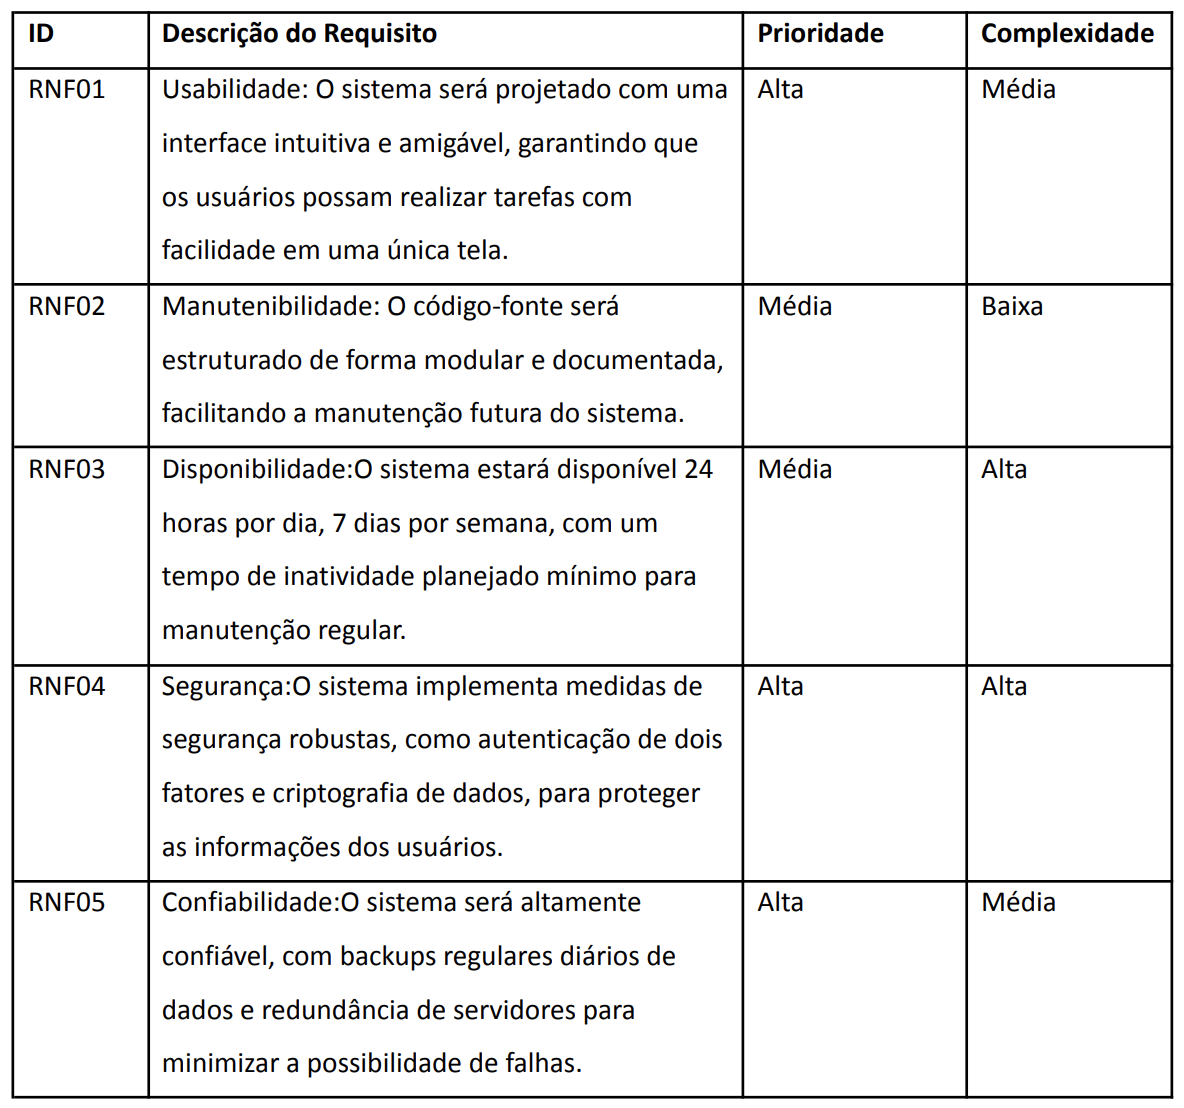 ID Descrição do Requisito Prioridade Complexidade
RNF01 Usabilidade: O sistema será projetado com uma Alta Média
interface intuitiva e amigável, garantindo que
os usuários possam realizar tarefas com
facilidade em uma única tela.
RNF02 Manutenibilidade: O código-fonte será Média Baixa
estruturado de forma modular e documentada,
facilitando a manutenção futura do sistema.
RNF03 Disponibilidade:O sistema estará disponível 24 Média Alta
horas por dia, 7 dias por semana, com um
tempo de inatividade planejado mínimo para
manutenção regular.
RNF04 Segurança:O sistema implementa medidas de Alta Alta
segurança robustas, como autenticação de dois
fatores e criptografia de dados, para proteger
as informações dos usuários.
RNF05 Confiabilidade:O sistema será altamente Alta Média
confiável, com backups regulares diários de
dados e redundância de servidores para
minimizar a possibilidade de falhas.